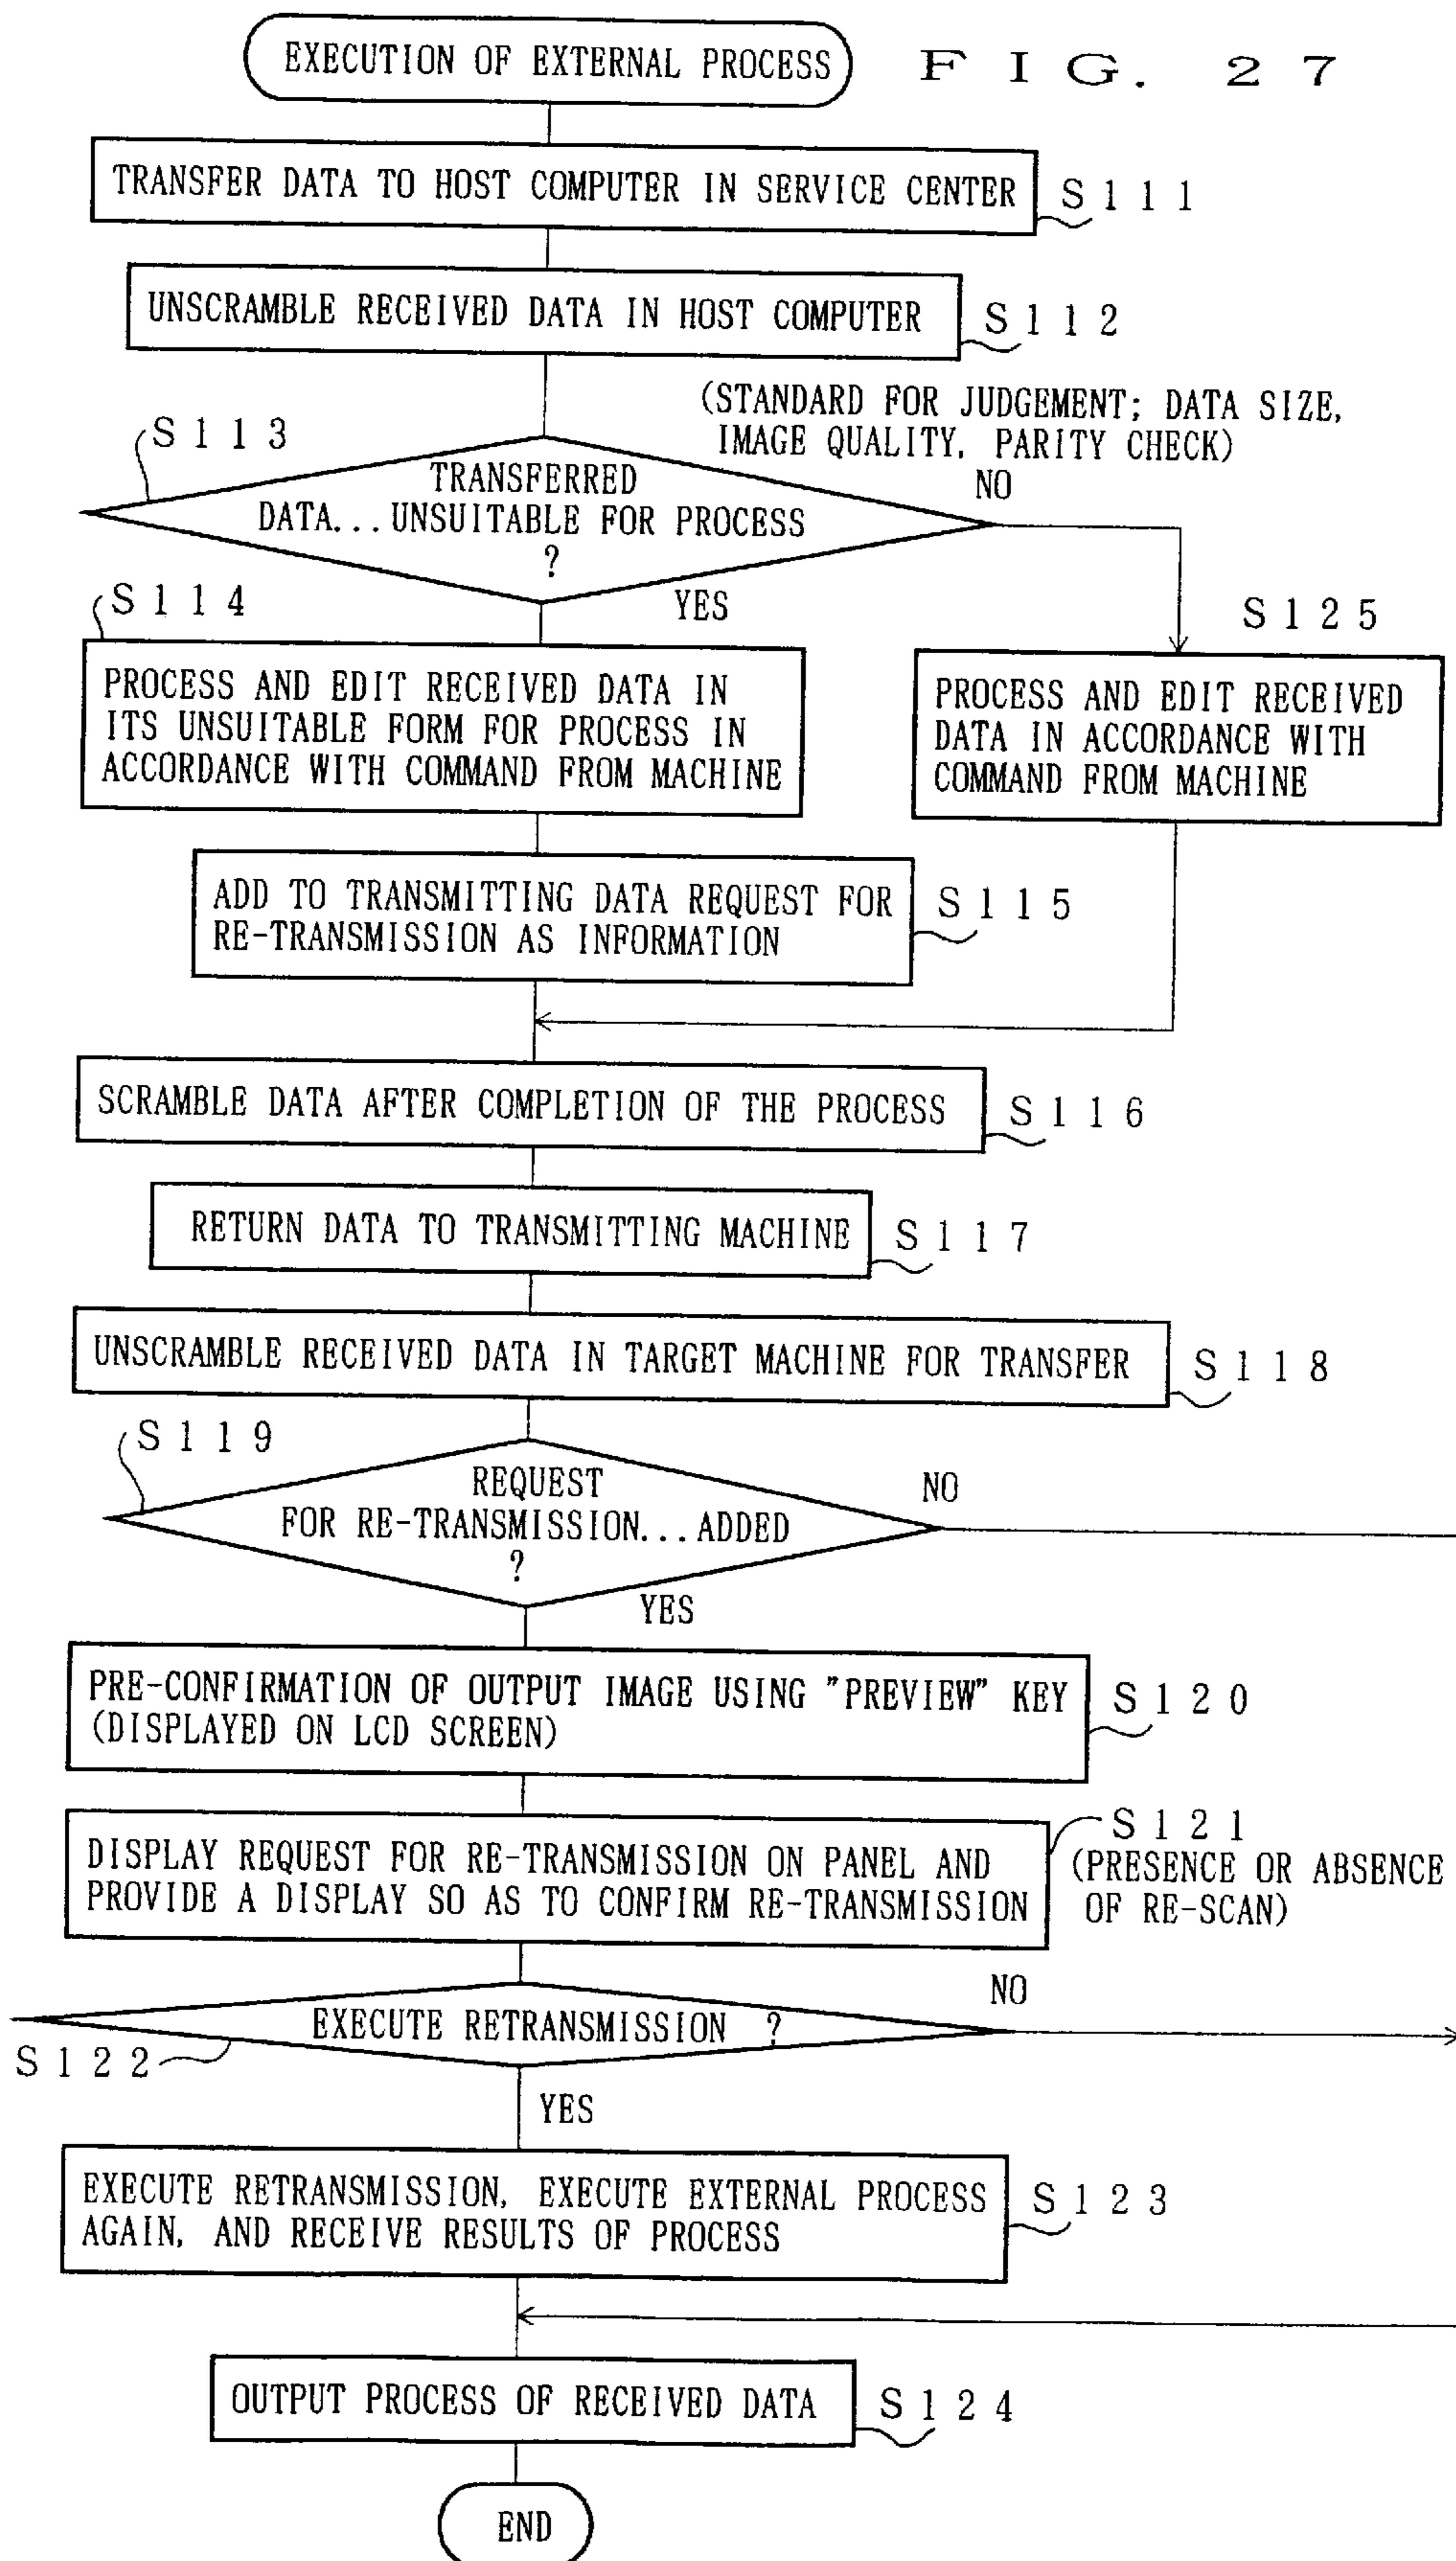 EXECUTION OF EXTERNAL PROCESS
F I G. 2 7
TRANSFER DATA TO HOST COMPUTER IN SERVICE CENTER
S 1 1 1
UNSCRAMBLE RECEIVED DATA IN HOST COMPUTER
S 1 1 2
(STANDARD FOR JUDGEMENT; DATA SIZE,
IMAGE QUALITY, PARITY CHECK)
S 1 1 3
TRANSFERRED
DATA...UNSUITABLE FOR PROCESS
?
NO
YES
S 1 1 4
PROCESS AND EDIT RECEIVED DATA IN
ITS UNSUITABLE FORM FOR PROCESS IN
ACCORDANCE WITH COMMAND FROM MACHINE
S 1 2 5
PROCESS AND EDIT RECEIVED
DATA IN ACCORDANCE WITH
COMMAND FROM MACHINE
ADD TO TRANSMITTING DATA REQUEST FOR
RE-TRANSMISSION AS INFORMATION
S 1 1 5
SCRAMBLE DATA AFTER COMPLETION OF THE PROCESS
S 1 1 6
RETURN DATA TO TRANSMITTING MACHINE
S 1 1 7
UNSCRAMBLE RECEIVED DATA IN TARGET MACHINE FOR TRANSFER
S 1 1 8
S 1 1 9
REQUEST
FOR RE-TRANSMISSION...ADDED
?
NO
YES
PRE-CONFIRMATION OF OUTPUT IMAGE USING "PREVIEW" KEY
(DISPLAYED ON LCD SCREEN)
S 1 2 0
DISPLAY REQUEST FOR RE-TRANSMISSION ON PANEL AND
PROVIDE A DISPLAY SO AS TO CONFIRM RE-TRANSMISSION
S 1 2 1
(PRESENCE OR ABSENCE
OF RE-SCAN)
EXECUTE RETRANSMISSION ?
NO
S 1 2 2
YES
EXECUTE RETRANSMISSION, EXECUTE EXTERNAL PROCESS
AGAIN, AND RECEIVE RESULTS OF PROCESS
S 1 2 3
OUTPUT PROCESS OF RECEIVED DATA
S 1 2 4
END